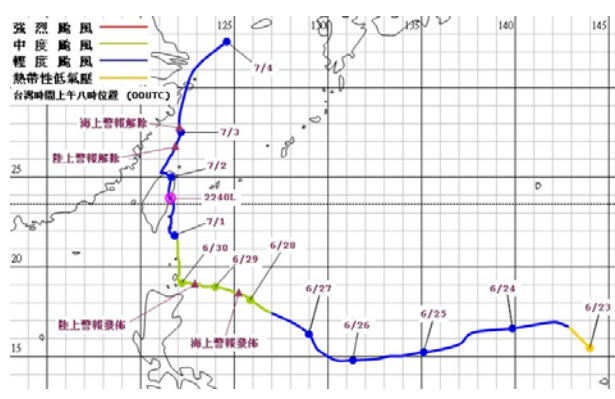 強烈颱風
中度颱風
輕度颱風
熱帶性低氣壓
台灣時間上午八時位置 (00UTC)
125
130
135
140
145
7/4
海上警報解除
7/3
陸上警報解除
7/2
25
2240L
7/1
20
6/30
6/29
6/28
陸上警報發佈
海上警報發佈
6/27
6/26
6/25
6/24
6/23
15